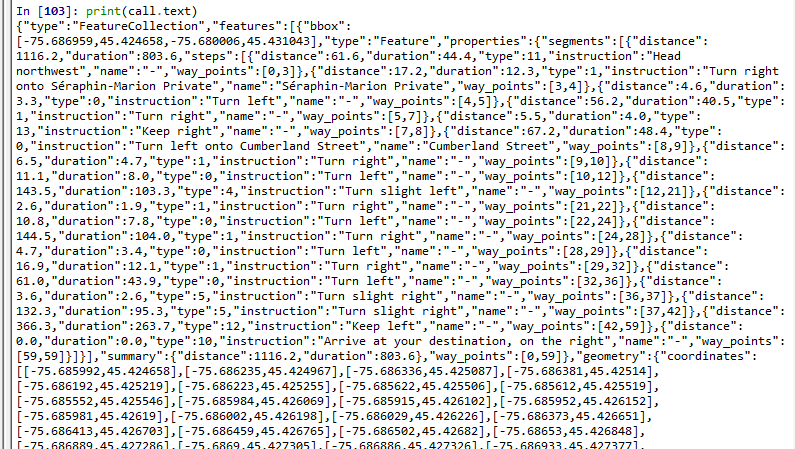 In [103]: print(call.text)
{"type":"FeatureCollection","features":[{"bbox":
[-75.686959,45.424658,-75.680006,45.431043],"type":"Feature","properties":{"segments":[{"distance":
1116.2,"duration":803.6,"steps":[{"distance":61.6,"duration":44.4,"type":11,"instruction":"Head
northwest","name":"-","way_points":[0,3]},{"distance":17.2,"duration":12.3,"type":1,"instruction":"Turn right
onto Séraphin-Marion Private","name":"Séraphin-Marion Private","way_points":[3,4]},{"distance":4.6,"duration":
3.3,"type":0,"instruction":"Turn left","name":"-","way_points":[4,5]},{"distance":56.2,"duration":40.5,"type":
1,"instruction":"Turn right","name":"-","way_points":[5,7]},{"distance":5.5,"duration":4.0,"type":
13,"instruction":"Keep right","name":"-","way_points":[7,8]},{"distance":67.2,"duration":48.4,"type":
0,"instruction":"Turn left onto Cumberland Street","name":"Cumberland Street","way_points":[8,9]},{"distance":
6.5,"duration":4.7,"type":1,"instruction":"Turn right","name":"-","way_points":[9,10]},{"distance":
11.1,"duration":8.0,"type":0,"instruction":"Turn left","name":"-","way_points":[10,12]},{"distance":
143.5,"duration":103.3,"type":4,"instruction":"Turn slight left","name":"-","way_points":[12,21]},{"distance":
2.6,"duration":1.9,"type":1,"instruction":"Turn right","name":"-","way_points":[21,22]},{"distance":
10.8,"duration":7.8,"type":0,"instruction":"Turn left","name":"-","way_points":[22,24]},{"distance":
144.5,"duration":104.0,"type":1,"instruction":"Turn right","name":"-","way_points":[24,28]},{"distance":
4.7,"duration":3.4,"type":0,"instruction":"Turn left","name":"-","way_points":[28,29]},{"distance":
16.9,"duration":12.1,"type":1,"instruction":"Turn right","name":"-","way_points":[29,32]},{"distance":
61.0,"duration":43.9,"type":0,"instruction":"Turn left","name":"-","way_points":[32,36]},{"distance":
3.6,"duration":2.6,"type":5,"instruction":"Turn slight right","name":"-","way_points":[36,37]},{"distance":
132.3,"duration":95.3,"type":5,"instruction":"Turn slight right","name":"-","way_points":[37,42]},{"distance":
366.3,"duration":263.7,"type":12,"instruction":"Keep left","name":"-","way_points":[42,59]},{"distance":
0.0,"duration":0.0,"type":10,"instruction":"Arrive at your destination, on the right","name":"-","way_points":
[59,59]}]}],"summary":{"distance":1116.2,"duration":803.6},"way_points":[0,59]},"geometry":{"coordinates":
[[-75.685992,45.424658],[-75.686235,45.424967],[-75.686336,45.425087],[-75.686381,45.42514],
[-75.686192,45.425219],[-75.686223,45.425255],[-75.685622,45.425506],[-75.685612,45.425519],
[-75.685552,45.425546],[-75.685984,45.426069],[-75.685915,45.426102],[-75.685952,45.426152],
[-75.685981,45.42619],[-75.686002,45.426198],[-75.686029,45.426226],[-75.686373,45.426651],
[-75.686413,45.426703],[-75.686459,45.426765],[-75.686502,45.42682],[-75.68653,45.426848],
[-75.686889,45.427286],[-75.6869,45.427305],[-75.686886,45.427326],[-75.686933,45.427377],